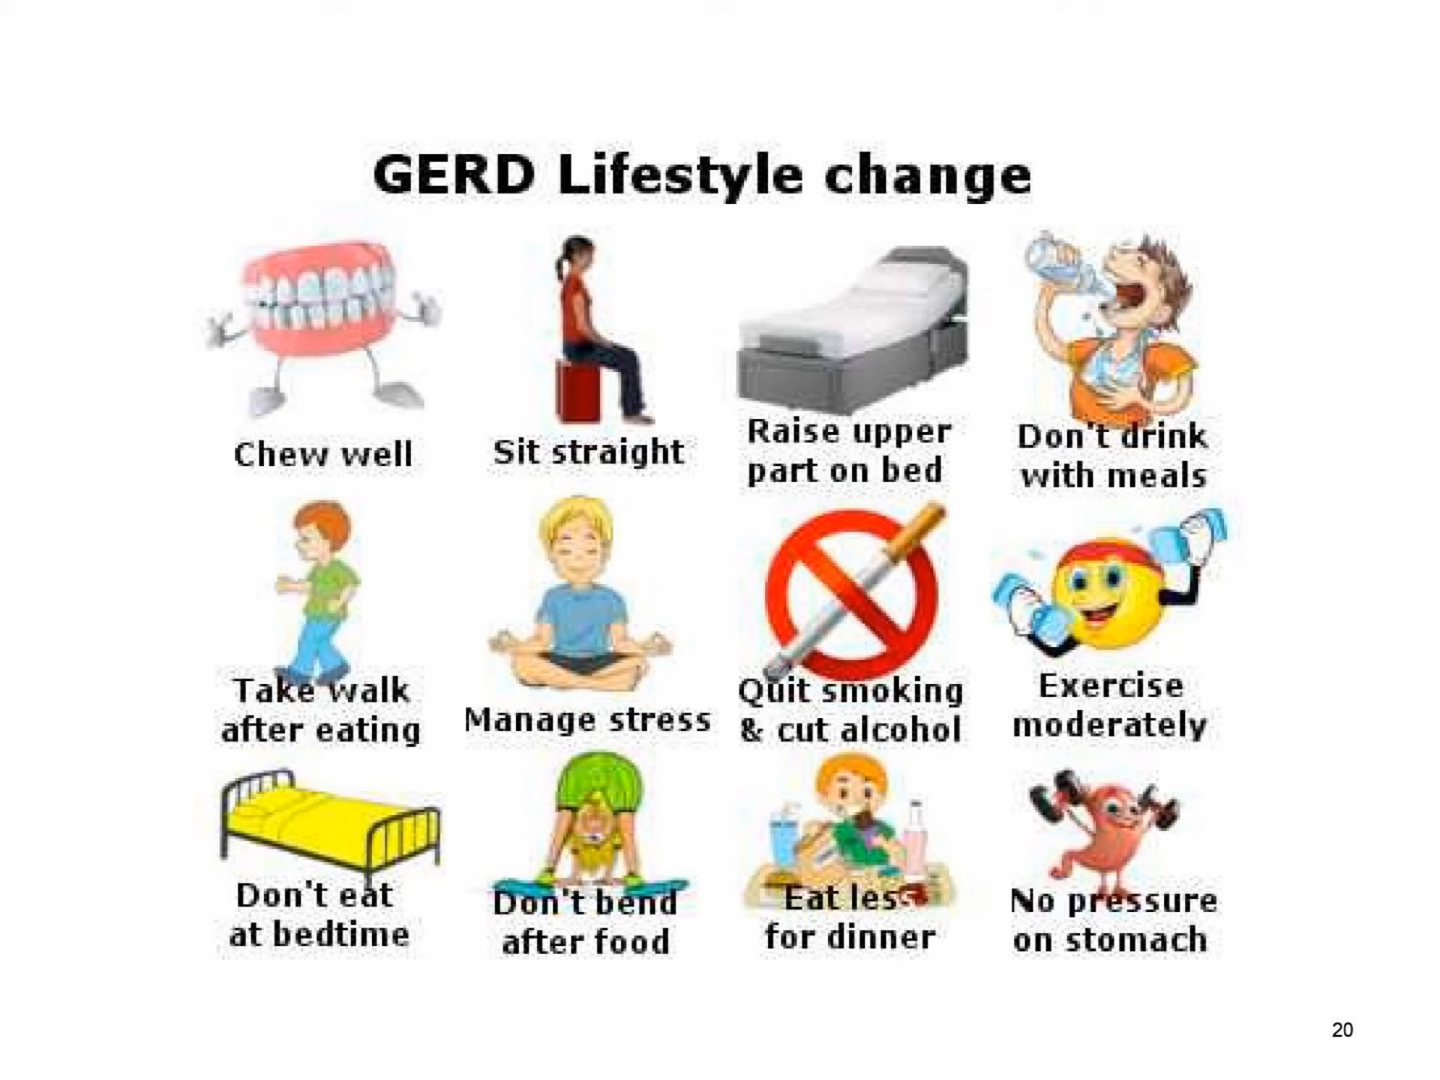 GERD Lifestyle change
Chew well
Sit straight
Raise upper
part on bed
Don't drink
with meals
Take walk
after eating
Manage stress
Quit smoking
& cut alcohol
Exercise
moderately
Don't eat
at bedtime
Don't bend
after food
Eat les
for dinner
No pressure
on stomach
20